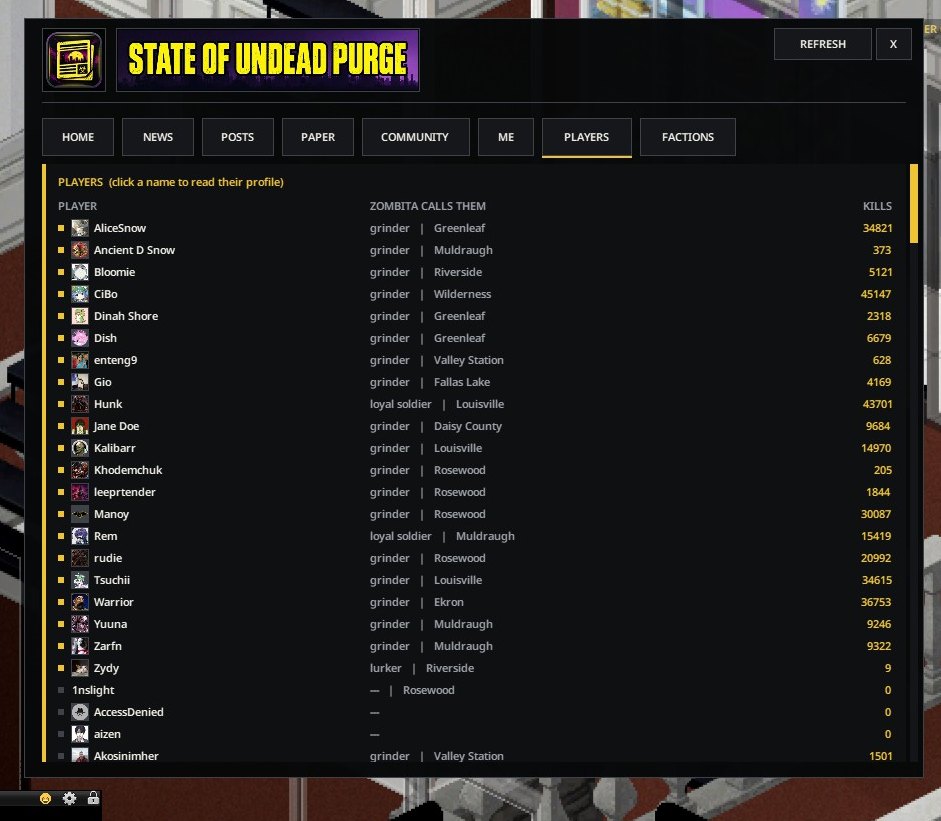 STATE OF UNDEAD PURGE
REFRESH X
ER
HOME NEWS POSTS PAPER COMMUNITY ME PLAYERS FACTIONS
PLAYERS (click a name to read their profile)
PLAYER ZOMBITA CALLS THEM KILLS
AliceSnow grinder | Greenleaf 34821
Ancient D Snow grinder | Muldraugh 373
Bloomie grinder | Riverside 5121
CiBo grinder | Wilderness 45147
Dinah Shore grinder | Greenleaf 2318
Dish grinder | Greenleaf 6679
enteng9 grinder | Valley Station 628
Gio grinder | Fallas Lake 4169
Hunk loyal soldier | Louisville 43701
Jane Doe grinder | Daisy County 9684
Kalibarr grinder | Louisville 14970
Khodemchuk grinder | Rosewood 205
leeprtender grinder | Rosewood 1844
Manoy grinder | Rosewood 30087
Rem loyal soldier | Muldraugh 15419
rudie grinder | Rosewood 20992
Tsuchii grinder | Louisville 34615
Warrior grinder | Ekron 36753
Yuuna grinder | Muldraugh 9246
Zarfn grinder | Muldraugh 9322
Zydy lurker | Riverside 9
1nslight — | Rosewood 0
AccessDenied — 0
aizen — 0
Akosinimher grinder | Valley Station 1501